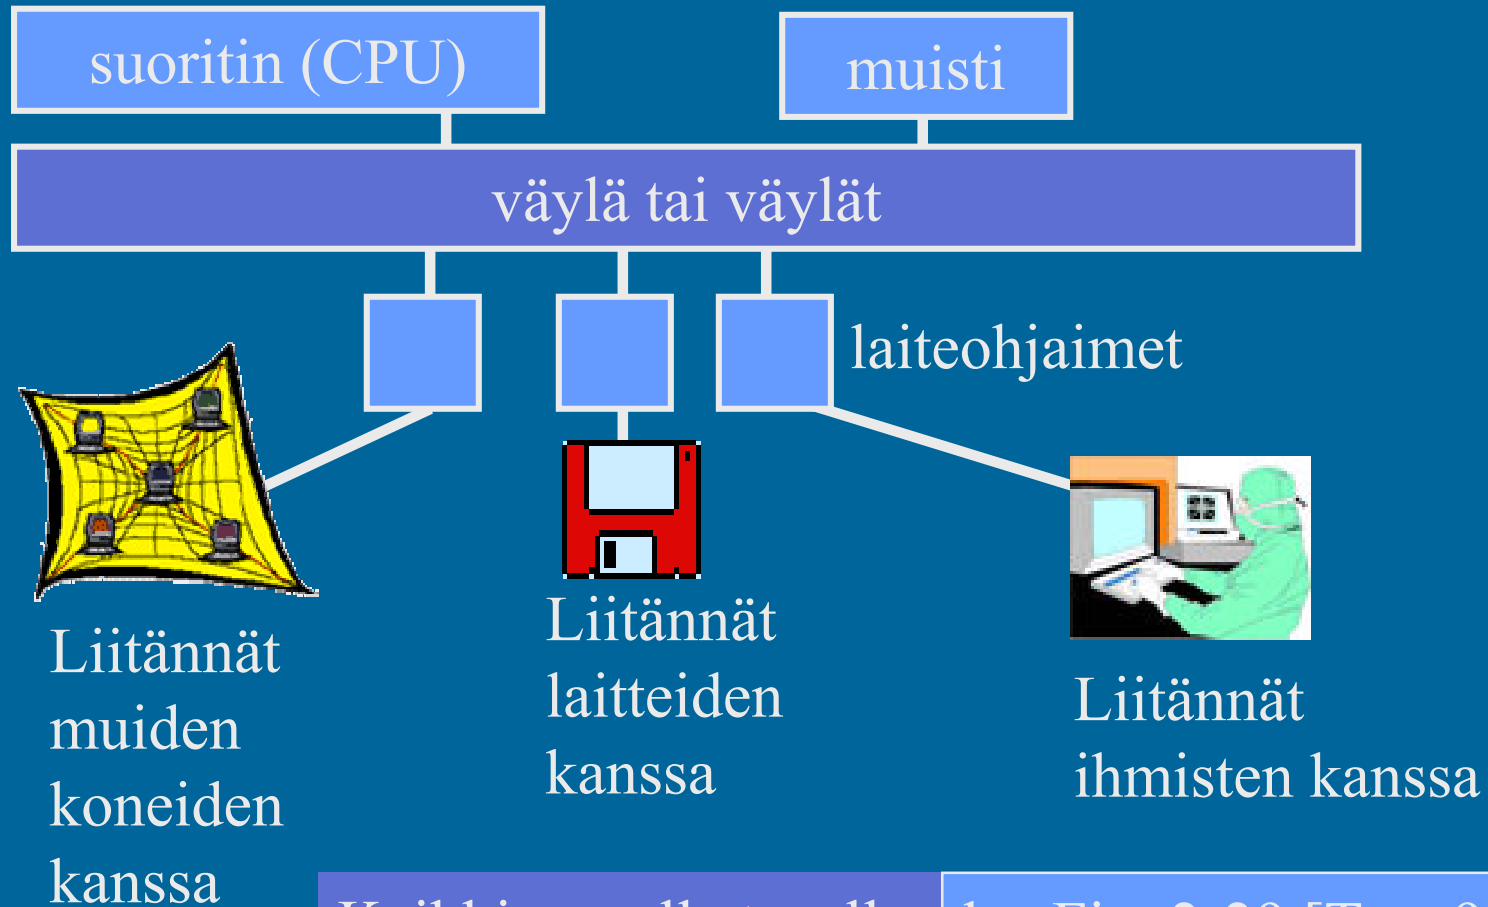 suoritin (CPU)
muisti
väylä tai väylät
laiteohjaimet
Liitännät
muiden
koneiden
kanssa
Liitännät
laitteiden
kanssa
Liitännät
ihmisten kanssa